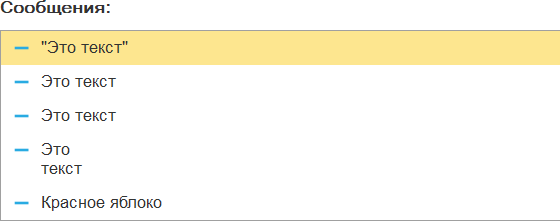 Сообщения:
"Это текст"
Это текст
Это текст
Это
текст
Красное яблоко